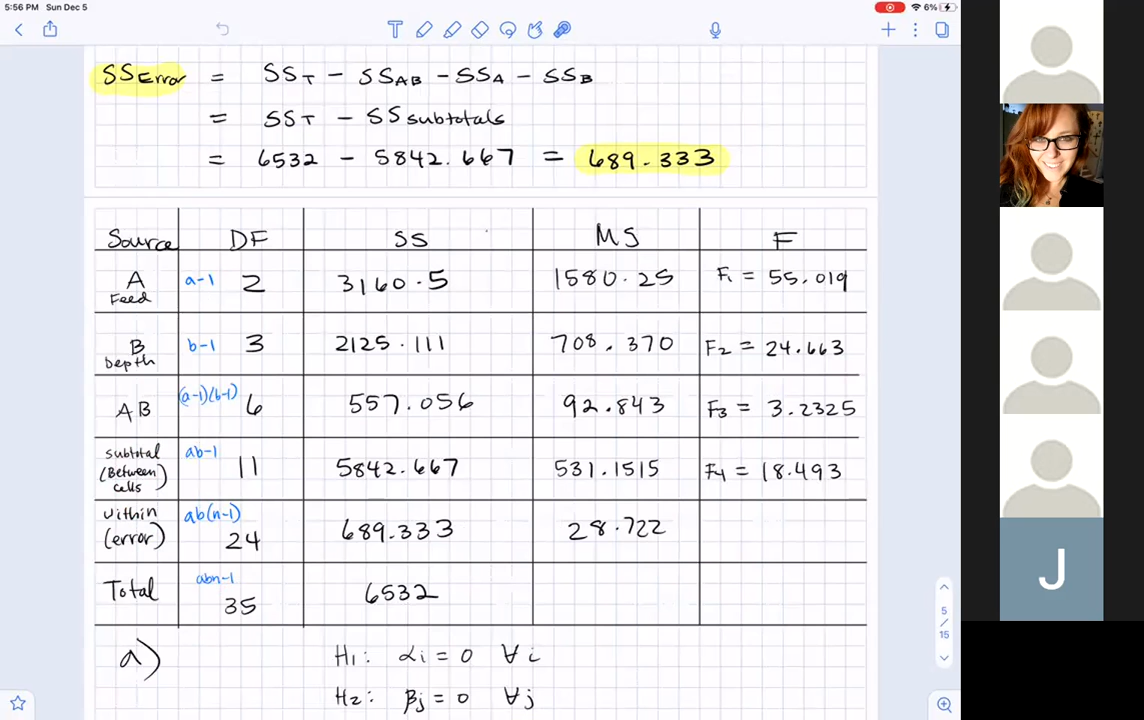 5:56 PM Sun Dec 5
6%
SSError = SST - SSAB - SSA - SSB
= SST - SSsubtotals
= 6532 - 5842.667 = 689.333
Source DF SS MS F
A Feed a-1 2 3160.5 1580.25 F1 = 55.019
B Depth b-1 3 2125.111 708.370 F2 = 24.663
AB (a-1)(b-1) 6 557.056 92.843 F3 = 3.2325
subtotal (Between cells) ab-1 11 5842.667 531.1515 F4 = 18.493
within (error) ab(n-1) 24 689.333 28.722
Total abn-1 35 6532
a) H1: αi = 0 ∀i
H2: βj = 0 ∀j
5 / 15
J